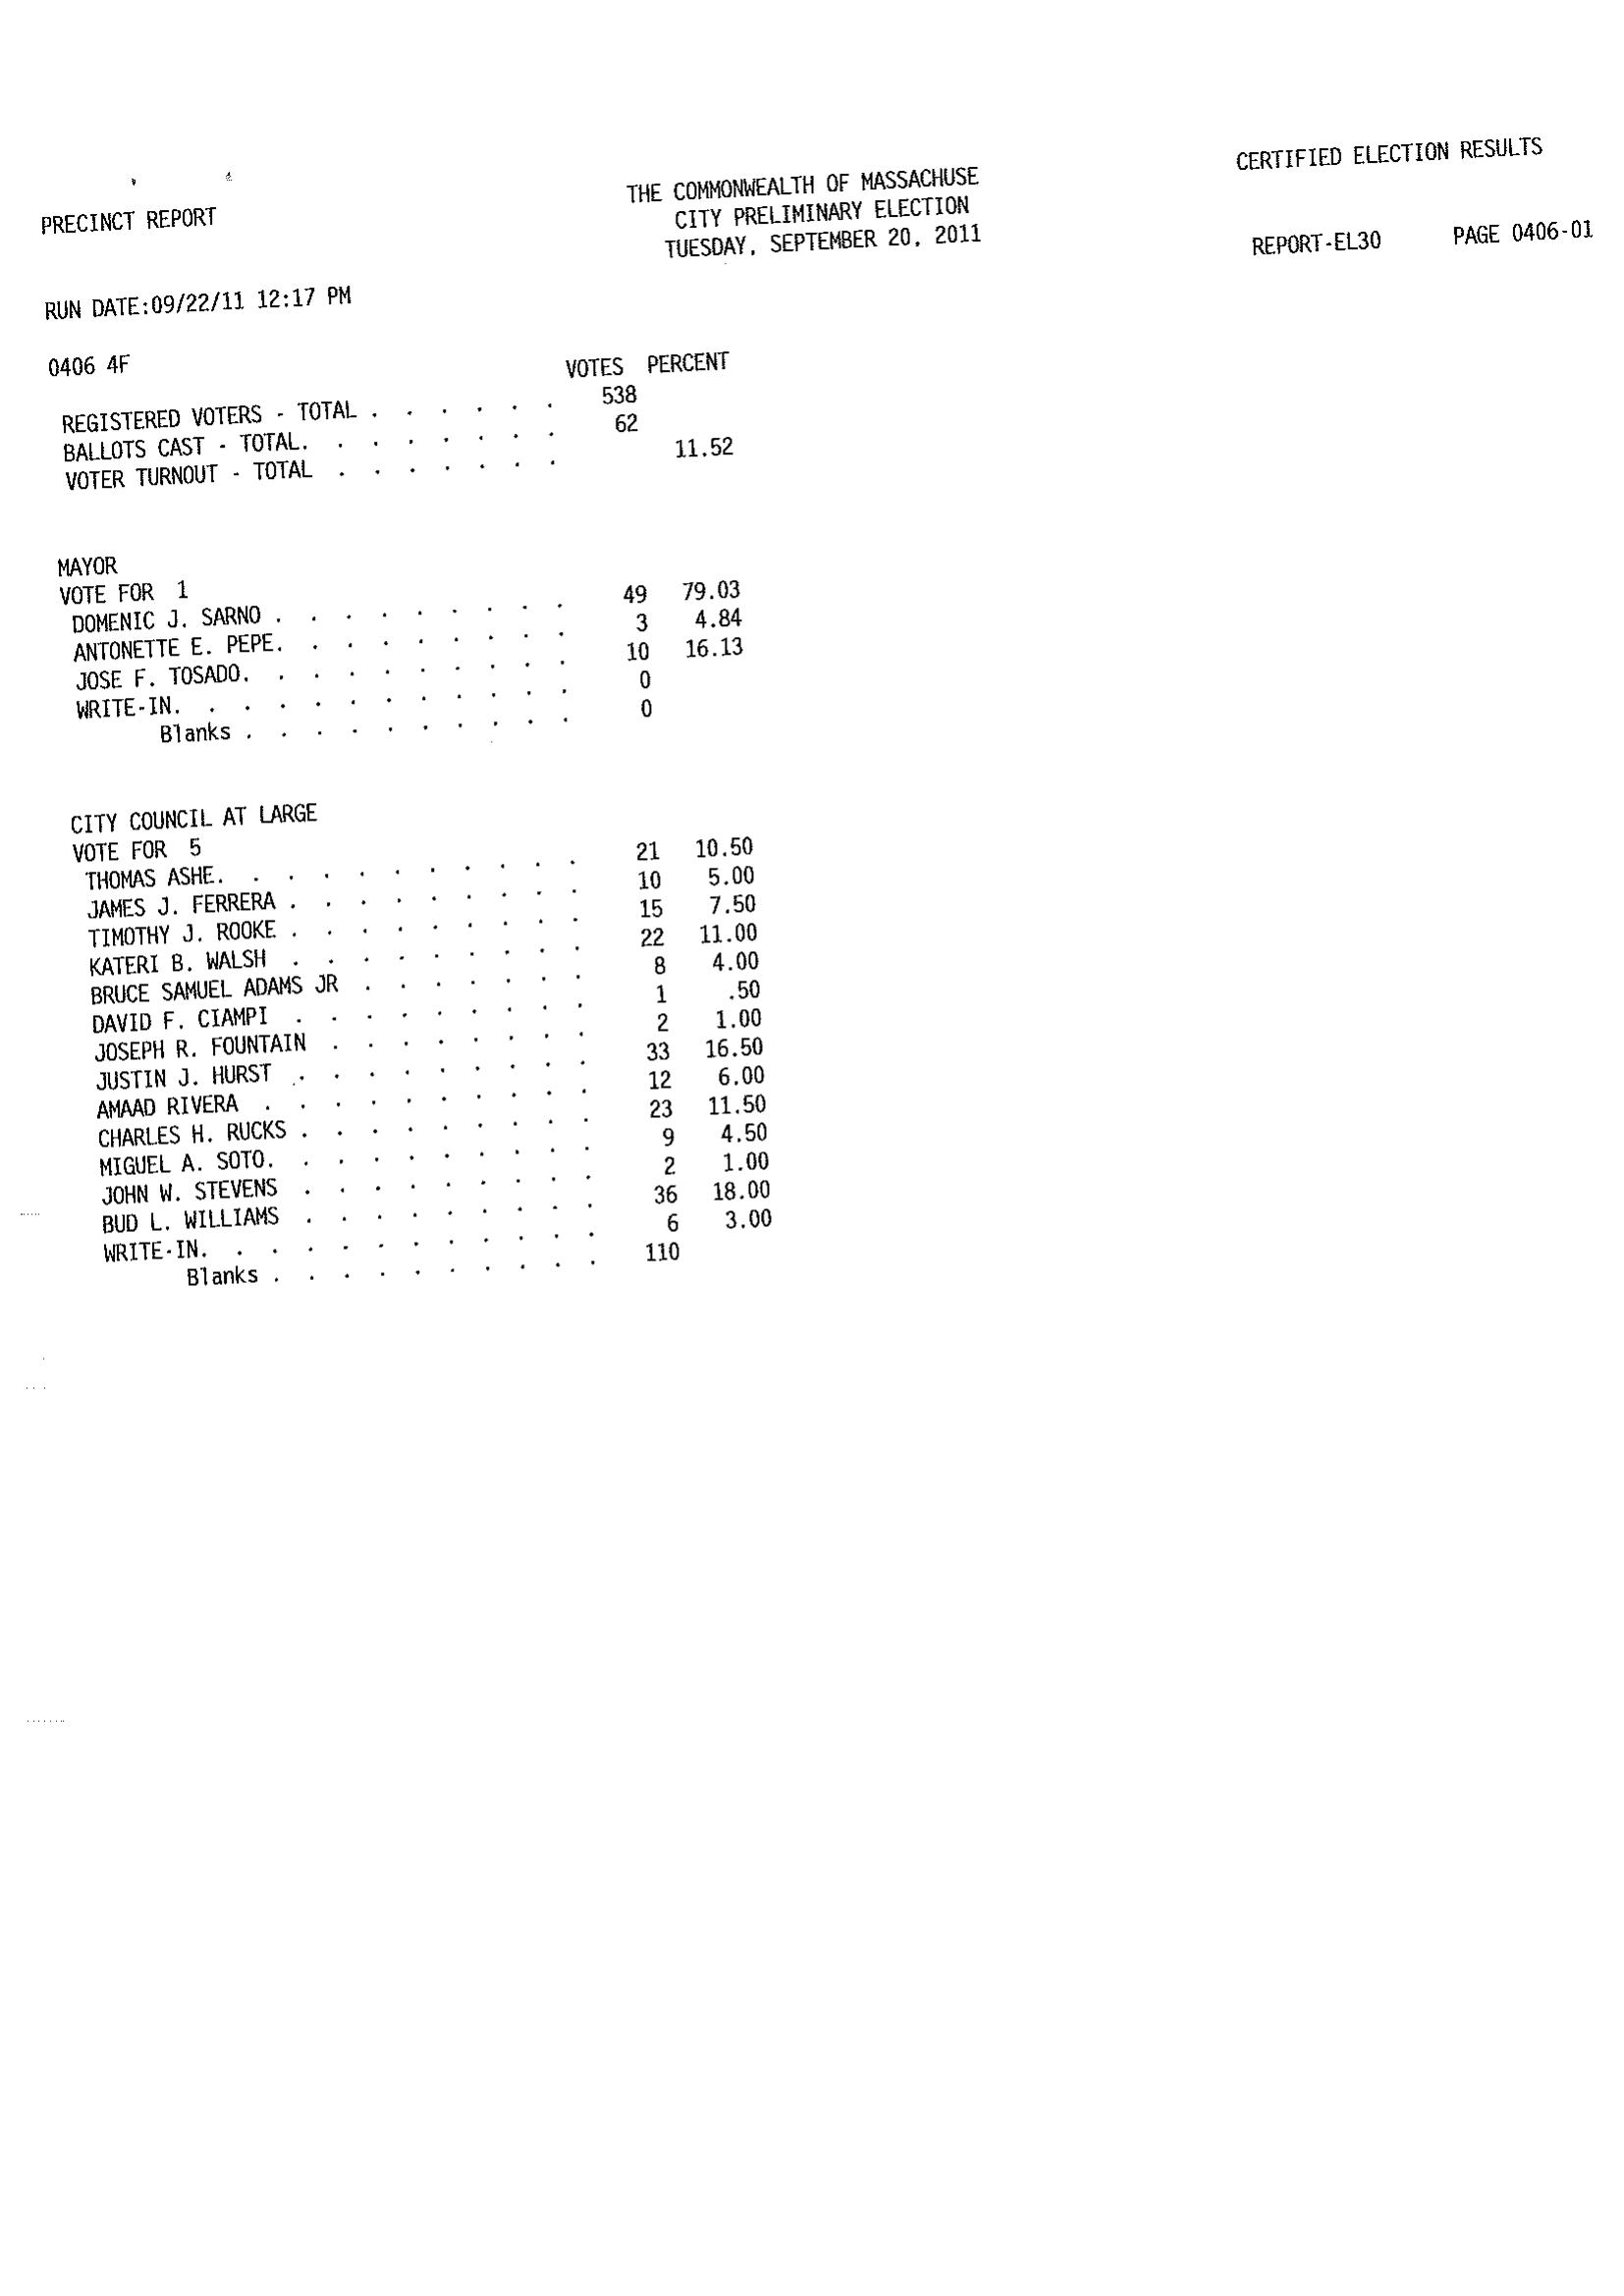 CERTIFIED ELECTION RESULTS
PRECINCT REPORT THE COMMONWEALTH OF MASSACHUSE
CITY PRELIMINARY ELECTION
TUESDAY, SEPTEMBER 20, 2011 REPORT-EL30 PAGE 0406-01
RUN DATE:09/22/11 12:17 PM
0406 4F
VOTES PERCENT
REGISTERED VOTERS - TOTAL . . . . . . 538
BALLOTS CAST - TOTAL. . . . . . . . 62
VOTER TURNOUT - TOTAL . . . . . . . 11.52
MAYOR
VOTE FOR 1
DOMENIC J. SARNO . . . . . . . . . 49 79.03
ANTONETTE E. PEPE. . . . . . . . . 3 4.84
JOSE F. TOSADO. . . . . . . . . . 10 16.13
WRITE-IN. . . . . . . . . . . . 0
Blanks . . . . . . . . . . 0
CITY COUNCIL AT LARGE
VOTE FOR 5
THOMAS ASHE. . . . . . . . . . . 21 10.50
JAMES J. FERRERA . . . . . . . . . 10 5.00
TIMOTHY J. ROOKE . . . . . . . . . 15 7.50
KATERI B. WALSH . . . . . . . . . 22 11.00
BRUCE SAMUEL ADAMS JR . . . . . . . 8 4.00
DAVID F. CIAMPI . . . . . . . . . 1 .50
JOSEPH R. FOUNTAIN . . . . . . . . 2 1.00
JUSTIN J. HURST . . . . . . . . . 33 16.50
AMAAD RIVERA . . . . . . . . . . 12 6.00
CHARLES H. RUCKS . . . . . . . . . 23 11.50
MIGUEL A. SOTO. . . . . . . . . . 9 4.50
JOHN W. STEVENS . . . . . . . . . 2 1.00
BUD L. WILLIAMS . . . . . . . . . 36 18.00
WRITE-IN. . . . . . . . . . . . 6 3.00
Blanks . . . . . . . . . . 110